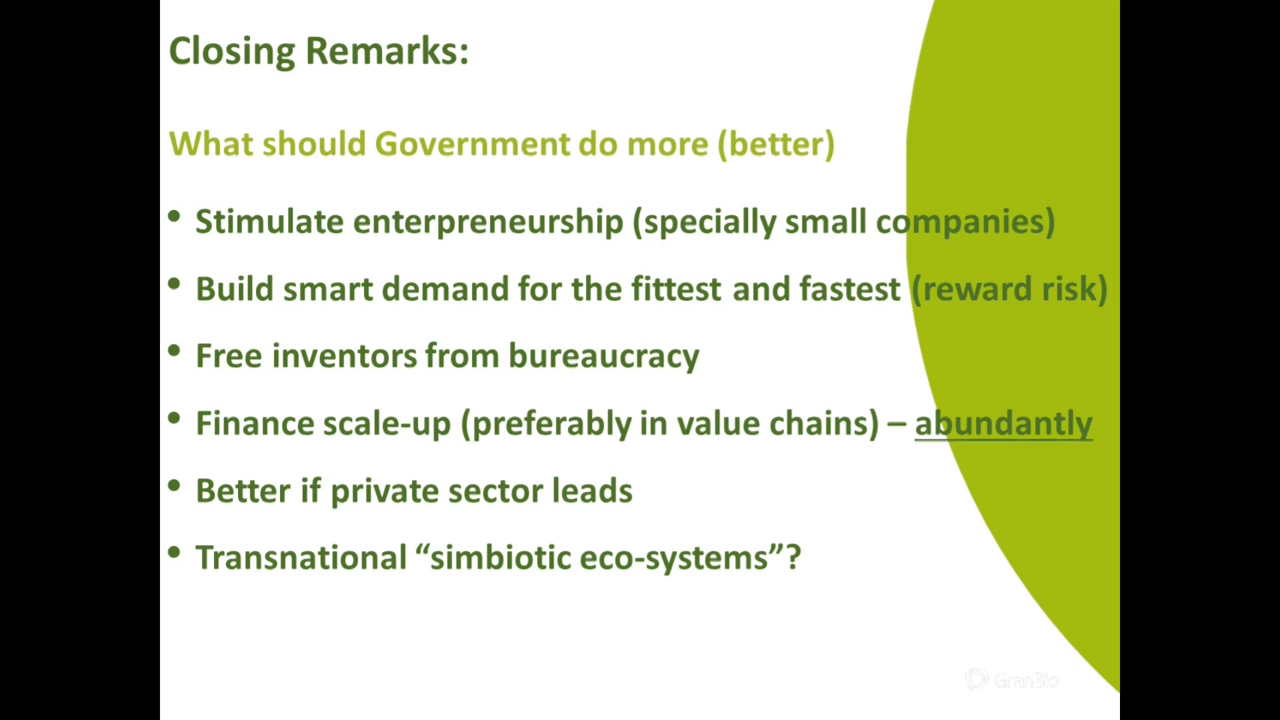 Closing Remarks:
What should Government do more (better)
• Stimulate enterpreneurship (specially small companies)
• Build smart demand for the fittest and fastest (reward risk)
• Free inventors from bureaucracy
• Finance scale-up (preferably in value chains) – abundantly
• Better if private sector leads
• Transnational “simbiotic eco-systems”?
GranBio